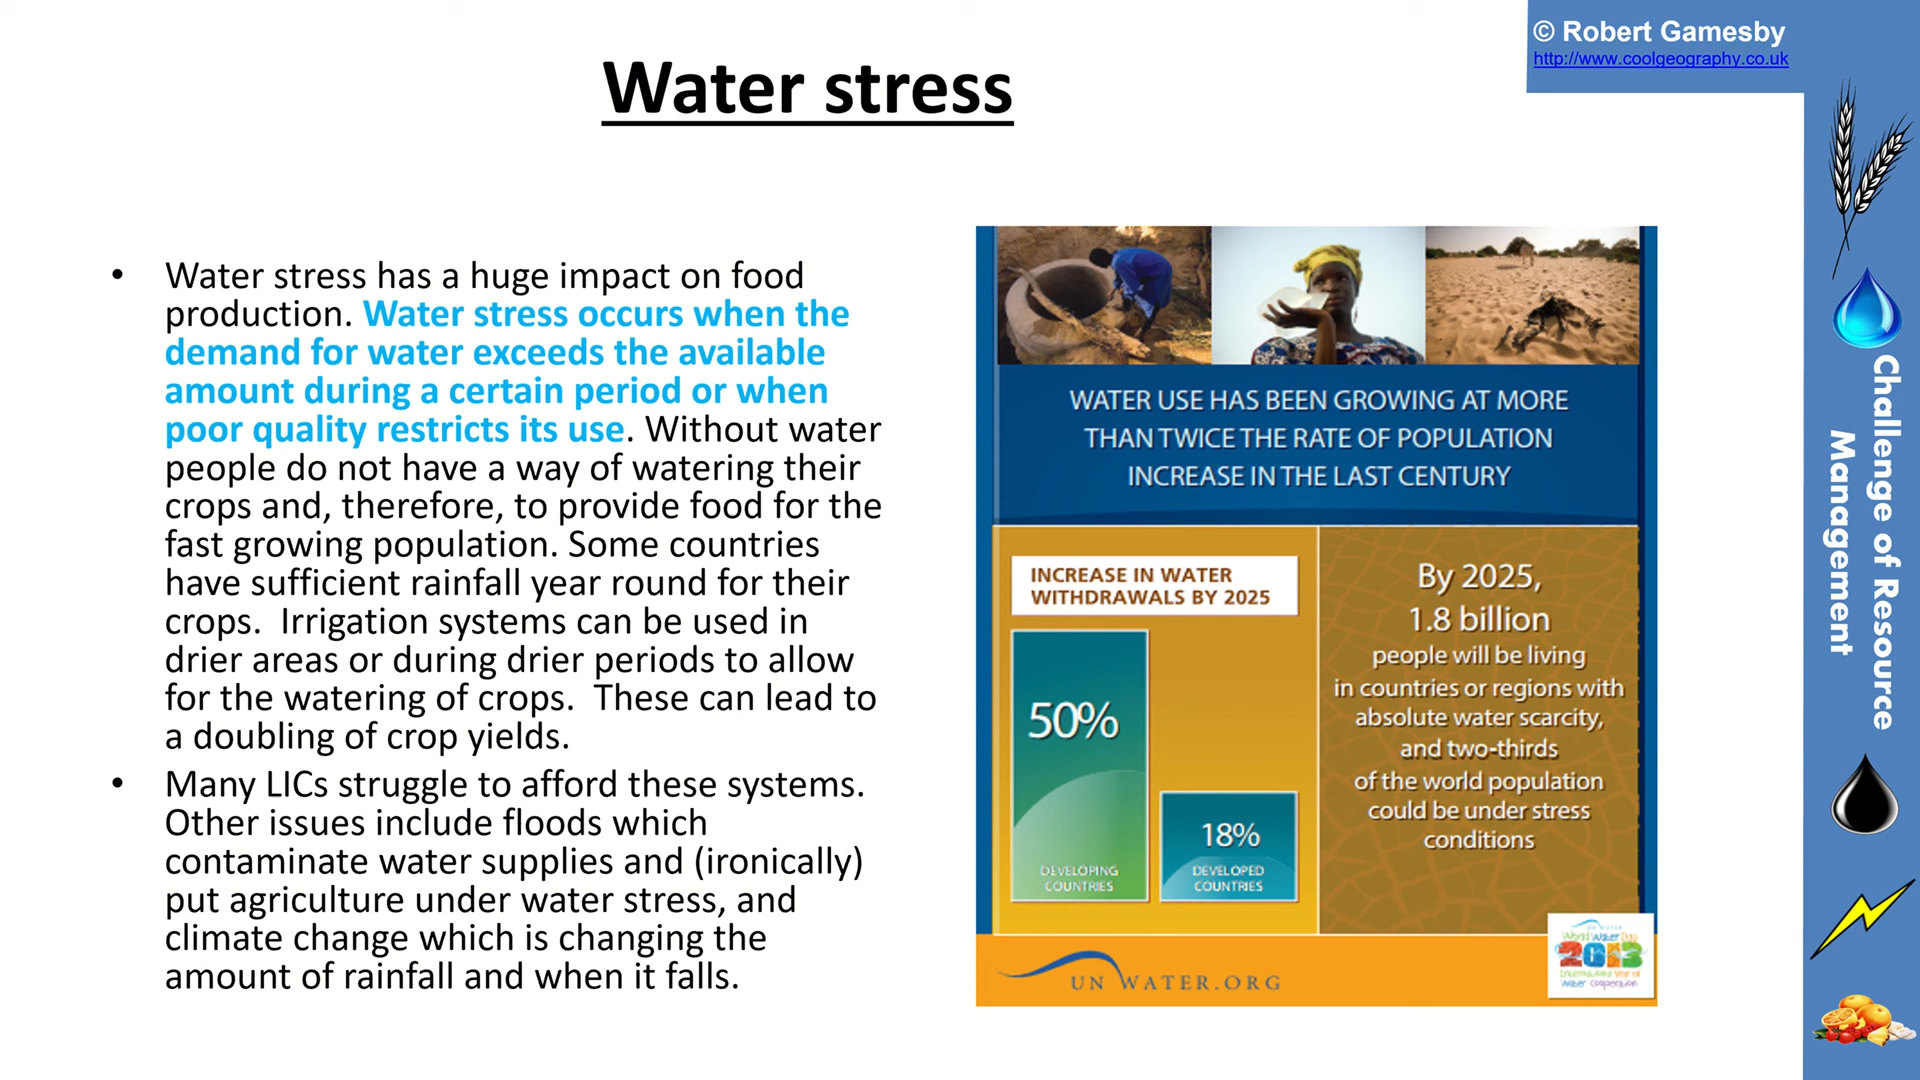 © Robert Gamesby
http://www.coolgeography.co.uk
Water stress
• Water stress has a huge impact on food
production. Water stress occurs when the
demand for water exceeds the available
amount during a certain period or when
poor quality restricts its use. Without water
people do not have a way of watering their
crops and, therefore, to provide food for the
fast growing population. Some countries
have sufficient rainfall year round for their
crops.  Irrigation systems can be used in
drier areas or during drier periods to allow
for the watering of crops.  These can lead to
a doubling of crop yields.
• Many LICs struggle to afford these systems.
Other issues include floods which
contaminate water supplies and (ironically)
put agriculture under water stress, and
climate change which is changing the
amount of rainfall and when it falls.
WATER USE HAS BEEN GROWING AT MORE
THAN TWICE THE RATE OF POPULATION
INCREASE IN THE LAST CENTURY
INCREASE IN WATER
WITHDRAWALS BY 2025
50%
DEVELOPING
COUNTRIES
18%
DEVELOPED
COUNTRIES
By 2025,
1.8 billion
people will be living
in countries or regions with
absolute water scarcity,
and two-thirds
of the world population
could be under stress
conditions
UN WATER.ORG
UN WATER
World Water Day
2013
International Year of
Water Cooperation
Challenge of Resource
Management